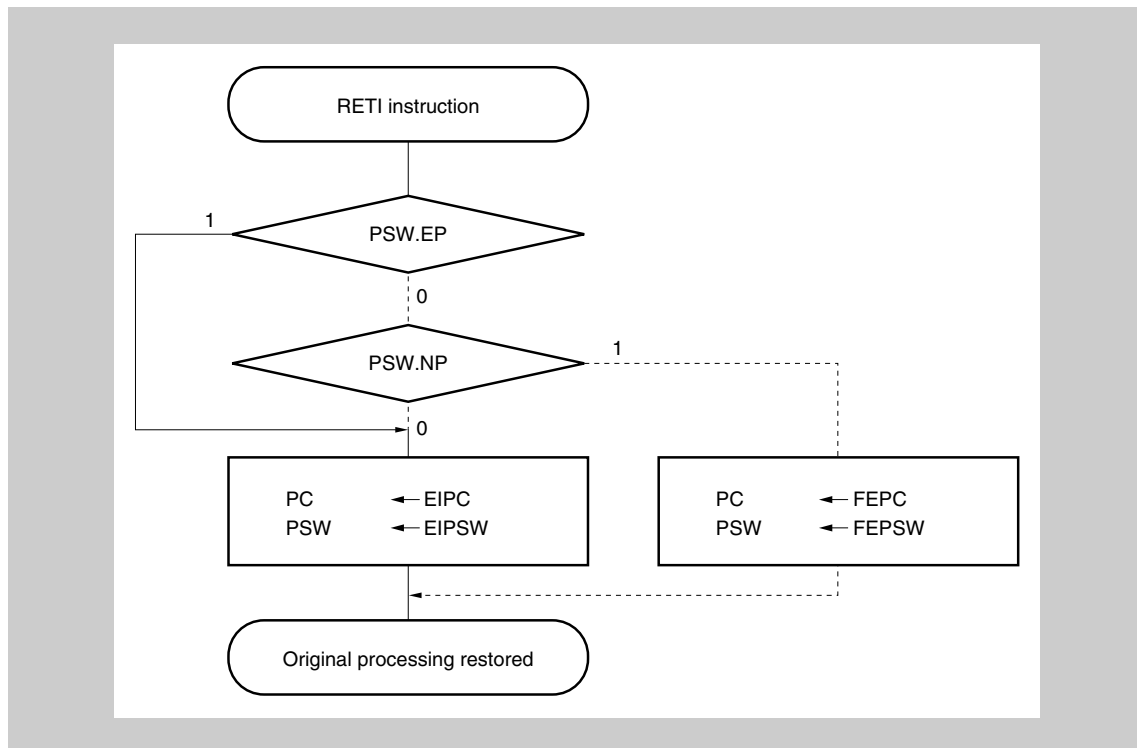 RETI instruction
1
PSW.EP
0
PSW.NP
1
0
PC ← EIPC
PSW ← EIPSW
PC ← FEPC
PSW ← FEPSW
Original processing restored